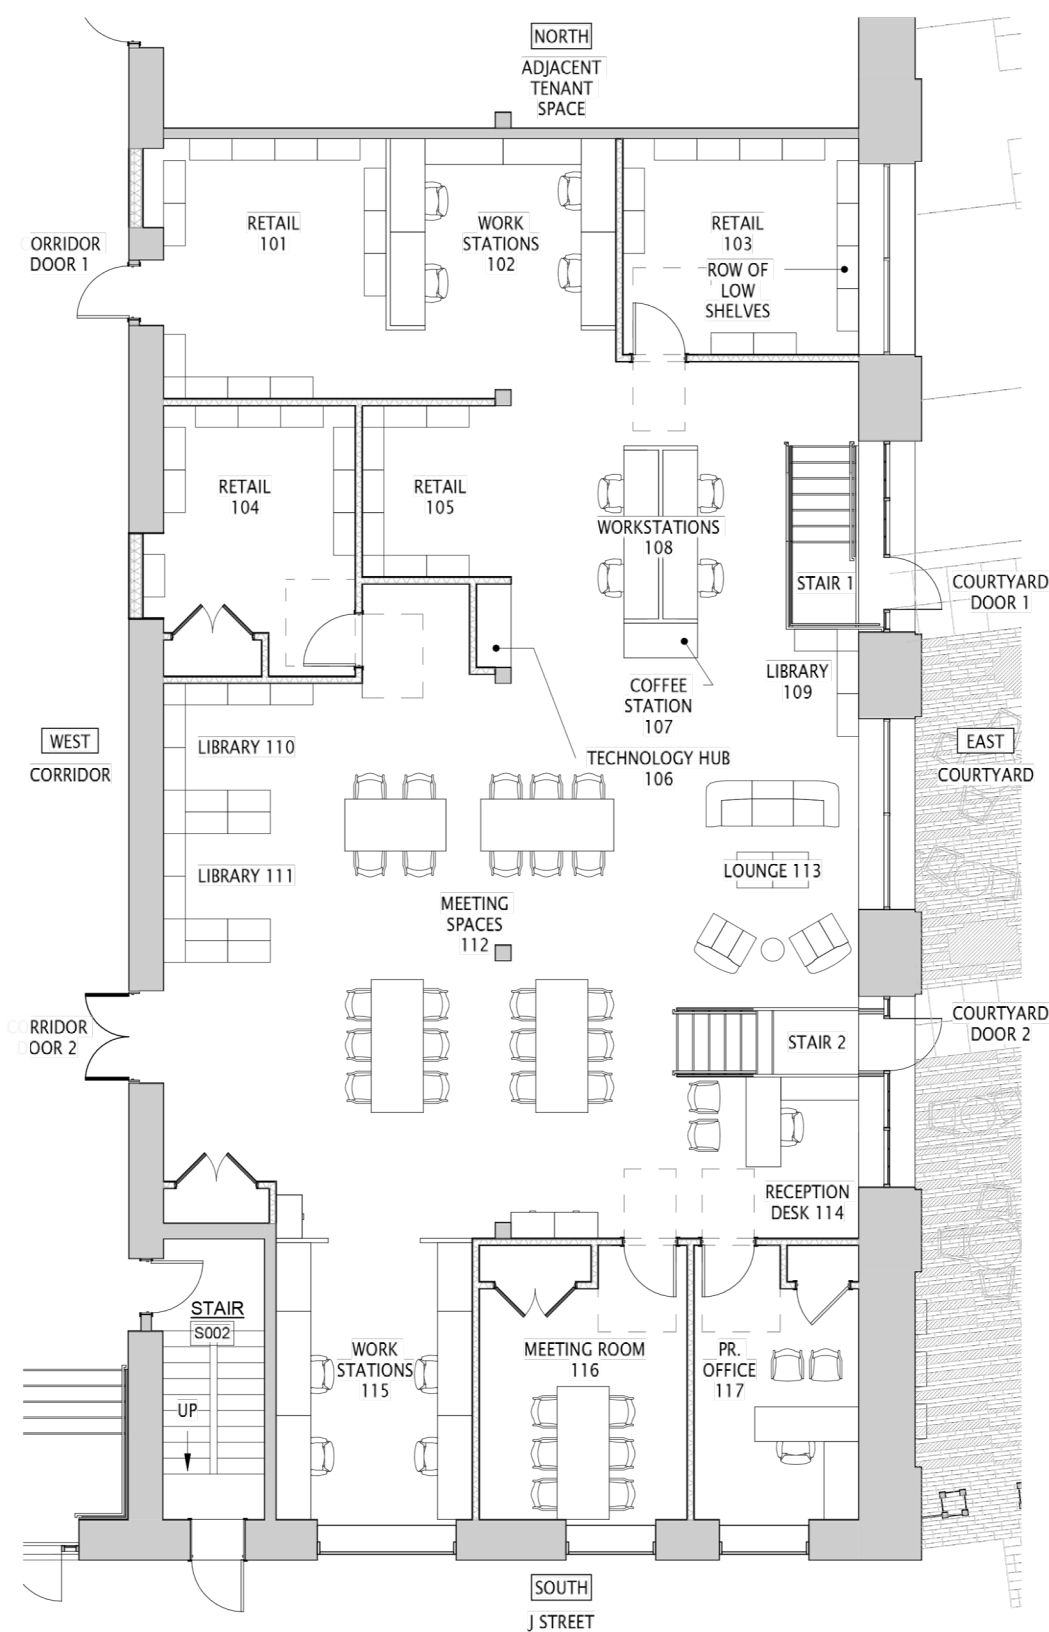 NORTH
ADJACENT
TENANT
SPACE
ORRIDOR
DOOR 1
RETAIL
101
WORK
STATIONS
102
RETAIL
103
ROW OF
LOW
SHELVES
RETAIL
104
RETAIL
105
WORKSTATIONS
108
STAIR 1
COURTYARD
DOOR 1
LIBRARY
109
COFFEE
STATION
107
TECHNOLOGY HUB
106
WEST
CORRIDOR
LIBRARY 110
EAST
COURTYARD
LIBRARY 111
LOUNGE 113
MEETING
SPACES
112
CORRIDOR
DOOR 2
STAIR 2
COURTYARD
DOOR 2
RECEPTION
DESK 114
STAIR
S002
UP
WORK
STATIONS
115
MEETING ROOM
116
PR.
OFFICE
117
SOUTH
J STREET